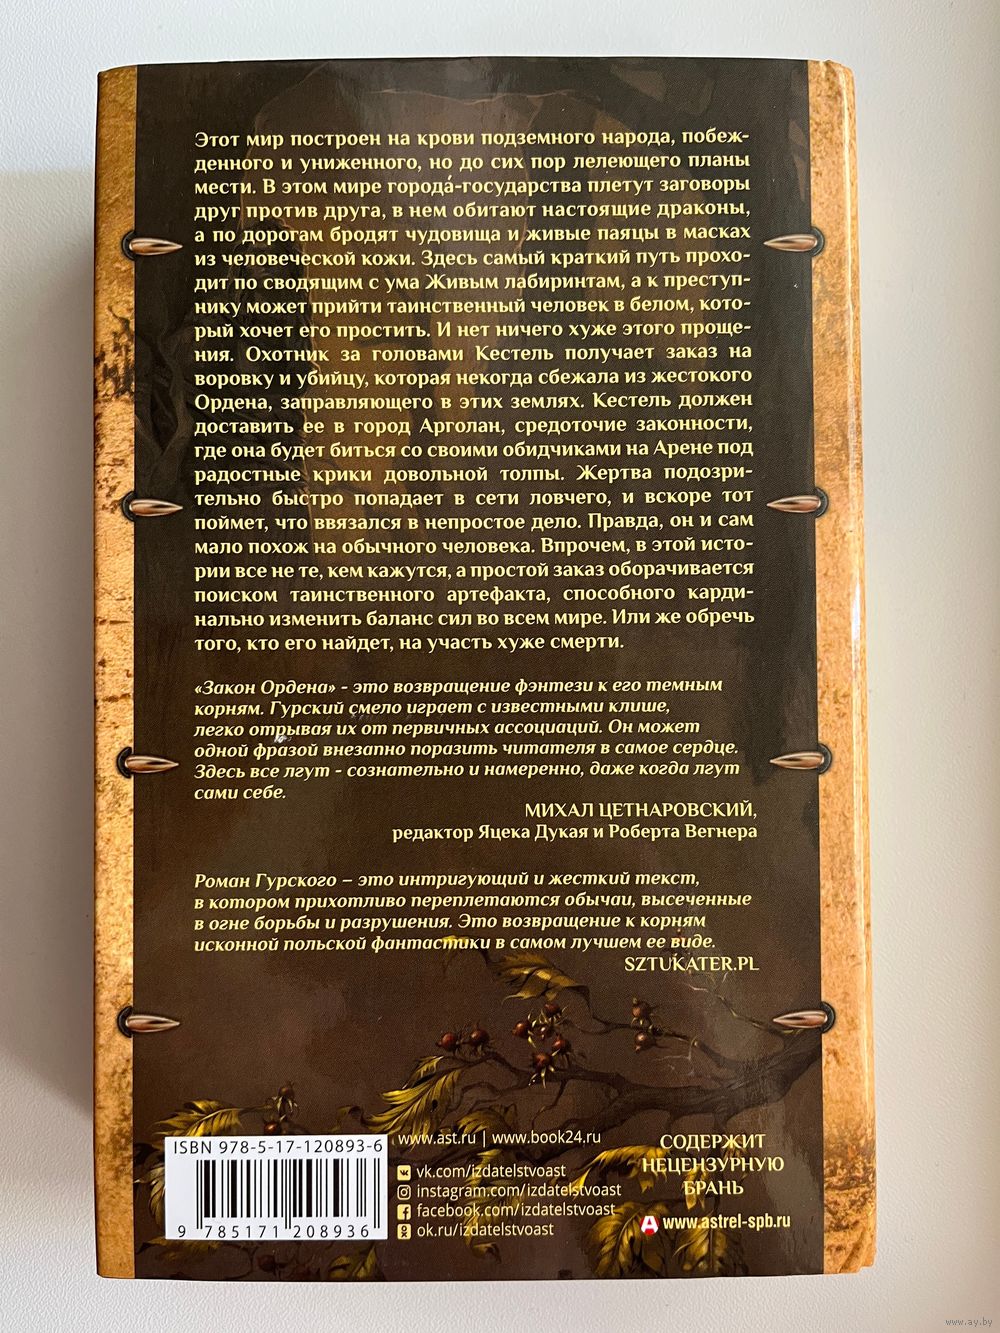 Этот мир построен на крови подземного народа, побеж-
денного и униженного, но до сих пор лелеющего планы
мести. В этом мире горо­да́-государства плетут заговоры
друг против друга, в нем обитают настоящие драконы,
а по дорогам бродят чудовища и живые паяцы в масках
из человеческой кожи. Здесь самый краткий путь прохо-
дит по сводящим с ума Живым лабиринтам, а к преступ-
нику может прийти таинственный человек в белом, кото-
рый хочет его простить. И нет ничего хуже этого проще-
ния. Охотник за головами Кестель получает заказ на
воровку и убийцу, которая некогда сбежала из жестокого
Ордена, заправляющего в этих землях. Кестель должен
доставить ее в город Арголан, средоточие законности,
где она будет биться со своими обидчиками на Арене под
радостные крики довольной толпы. Жертва подозри-
тельно быстро попадает в сети ловчего, и вскоре тот
поймет, что ввязался в непростое дело. Правда, он и сам
мало похож на обычного человека. Впрочем, в этой исто-
рии все не те, кем кажутся, а простой заказ оборачивается
поиском таинственного артефакта, способного карди-
нально изменить баланс сил во всем мире. Или же обречь
того, кто его найдет, на участь хуже смерти.
«Закон Ордена» - это возвращение фэнтези к его темным
корням. Гурский смело играет с известными клише,
легко отрывая их от первичных ассоциаций. Он может
одной фразой внезапно поразить читателя в самое сердце.
Здесь все лгут - сознательно и намеренно, даже когда лгут
сами себе.
МИХАЛ ЦЕТНАРОВСКИЙ,
редактор Яцека Дукая и Роберта Вегнера
Роман Гурского – это интригующий и жесткий текст,
в котором прихотливо переплетаются обычаи, высеченные
в огне борьбы и разрушения. Это возвращение к корням
исконной польской фантастики в самом лучшем ее виде.
SZTUKATER.PL
ISBN 978-5-17-120893-6
9 785171 208936
www.ast.ru | www.book24.ru
vk.com/izdatelstvoast
instagram.com/izdatelstvoast
facebook.com/izdatelstvoast
ok.ru/izdatelstvoast
СОДЕРЖИТ
НЕЦЕНЗУРНУЮ
БРАНЬ
www.astrel-spb.ru
www.ay.by